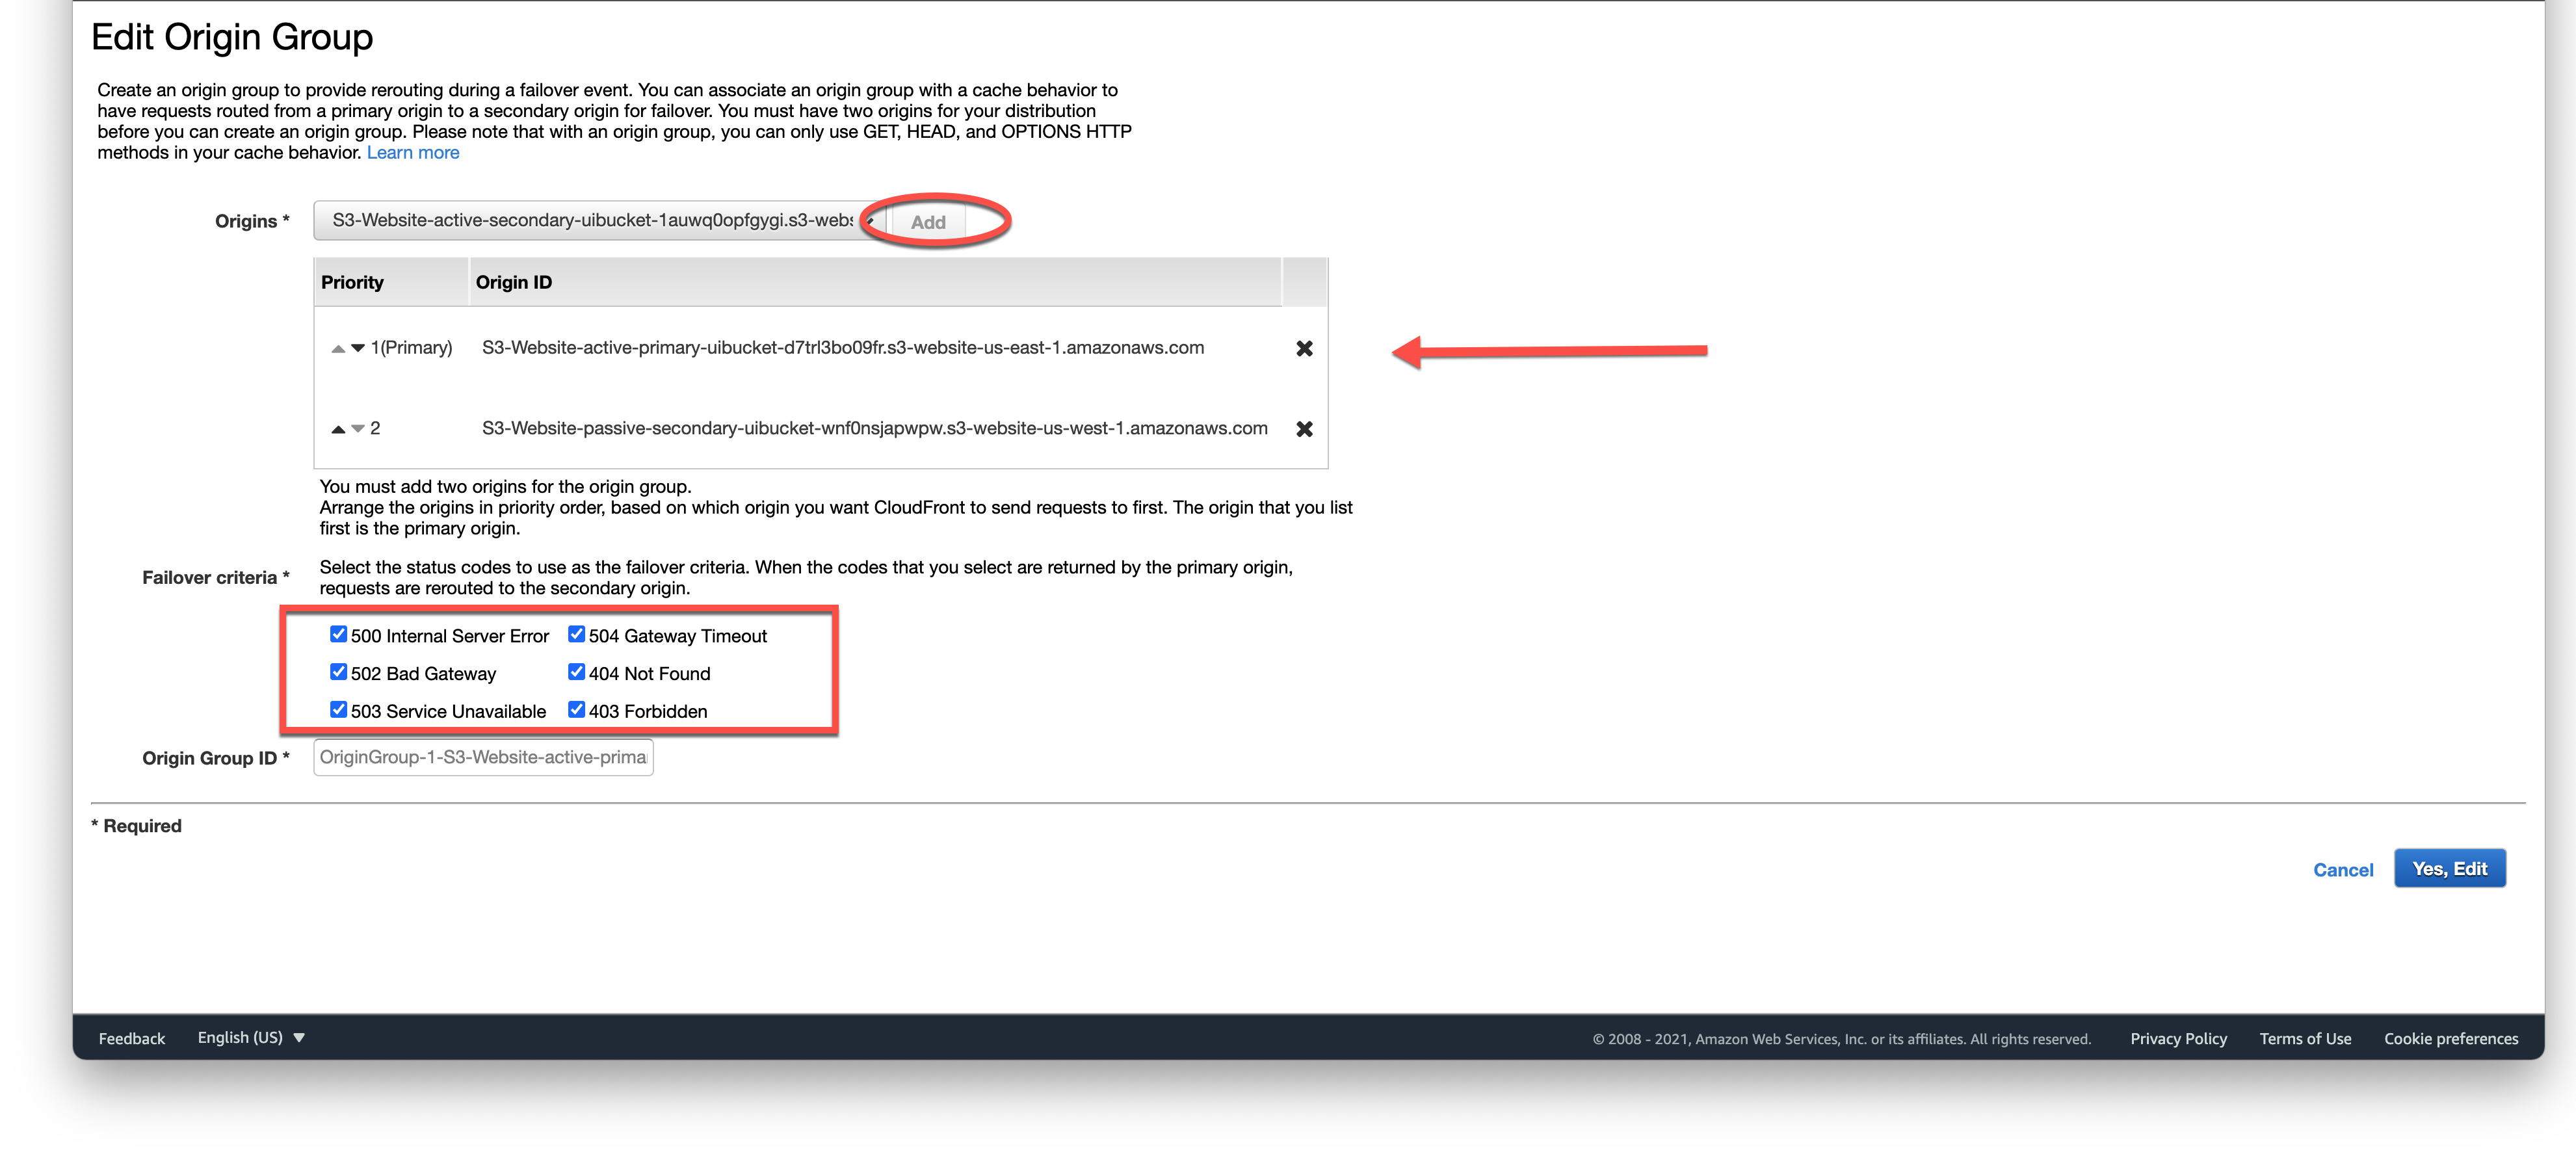 Edit Origin Group
Create an origin group to provide rerouting during a failover event. You can associate an origin group with a cache behavior to
have requests routed from a primary origin to a secondary origin for failover. You must have two origins for your distribution
before you can create an origin group. Please note that with an origin group, you can only use GET, HEAD, and OPTIONS HTTP
methods in your cache behavior. Learn more
Origins * S3-Website-active-secondary-uibucket-1auwq0opfgygi.s3-webs Add
Priority Origin ID
1(Primary) S3-Website-active-primary-uibucket-d7trl3bo09fr.s3-website-us-east-1.amazonaws.com
2 S3-Website-passive-secondary-uibucket-wnf0nsjapwpw.s3-website-us-west-1.amazonaws.com
You must add two origins for the origin group.
Arrange the origins in priority order, based on which origin you want CloudFront to send requests to first. The origin that you list
first is the primary origin.
Failover criteria * Select the status codes to use as the failover criteria. When the codes that you select are returned by the primary origin,
requests are rerouted to the secondary origin.
500 Internal Server Error 504 Gateway Timeout
502 Bad Gateway 404 Not Found
503 Service Unavailable 403 Forbidden
Origin Group ID * OriginGroup-1-S3-Website-active-prima
* Required
Cancel Yes, Edit
Feedback English (US) © 2008 - 2021, Amazon Web Services, Inc. or its affiliates. All rights reserved. Privacy Policy Terms of Use Cookie preferences